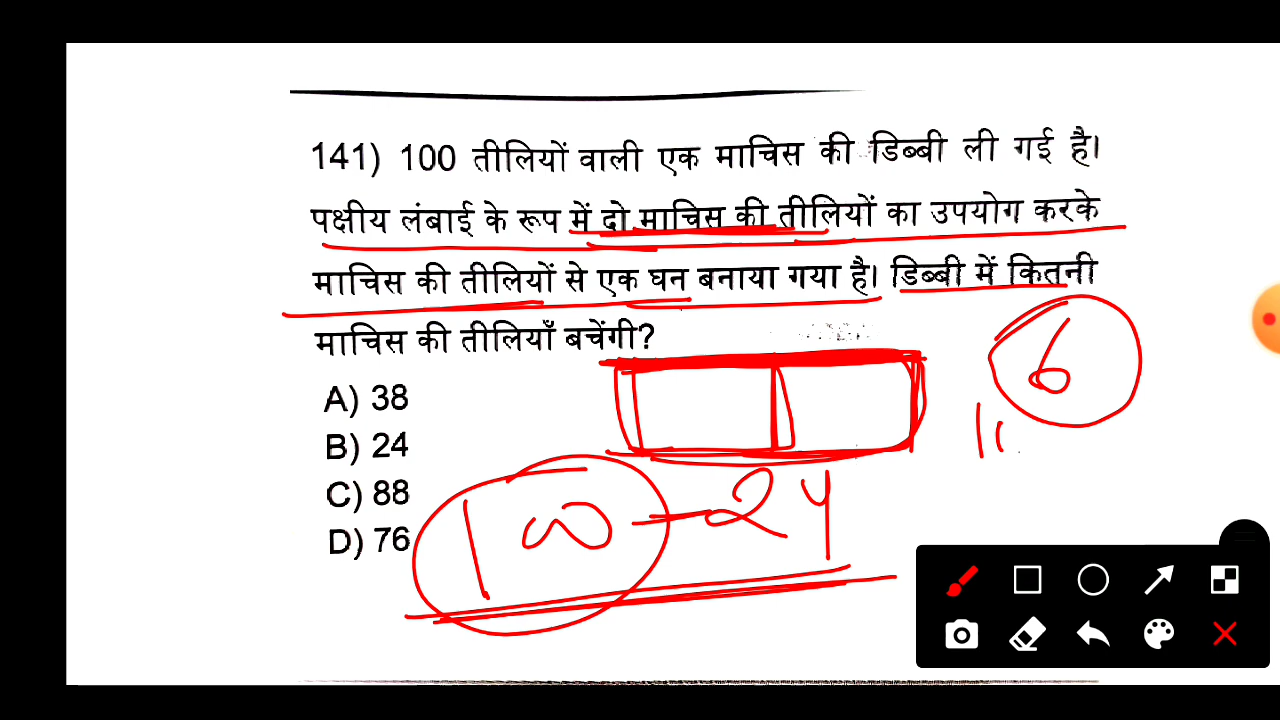 141) 100 तीलियों वाली एक माचिस की डिब्बी ली गई है।
पक्षीय लंबाई के रूप में दो माचिस की तीलियों का उपयोग करके
माचिस की तीलियों से एक घन बनाया गया है। डिब्बी में कितनी
माचिस की तीलियाँ बचेंगी?
6
A) 38
B) 24
C) 88
D) 76
100 - 24